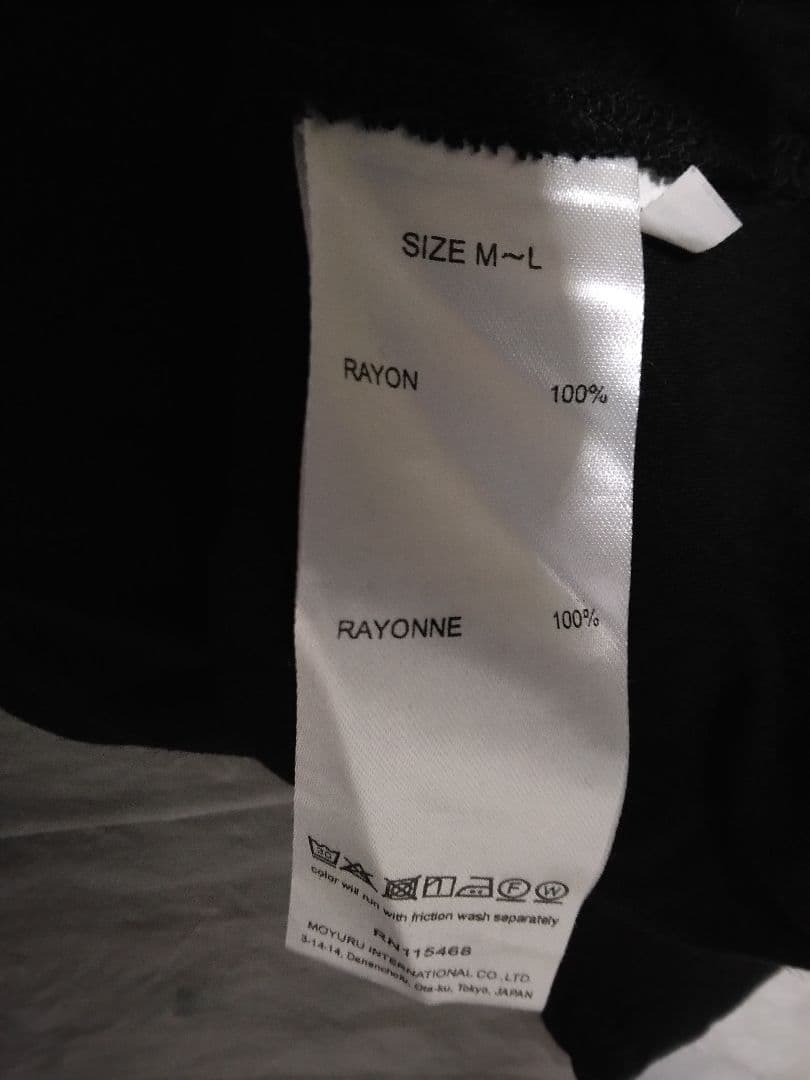 SIZE M~L
RAYON 100%
RAYONNE 100%
30 F W
color will run with friction wash separately
RN115468
MOYURU INTERNATIONAL CO.,LTD.
3-14-14, Denenchofu, Ota-ku, Tokyo, JAPAN